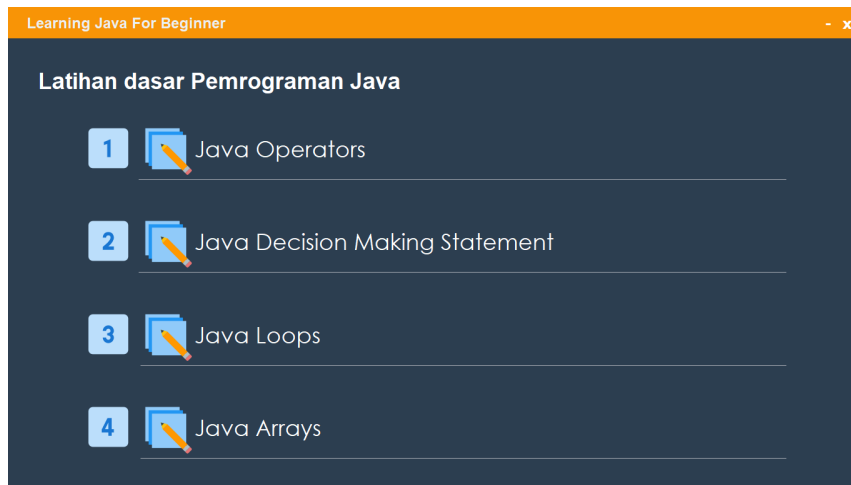 Learning Java For Beginner - x
Latihan dasar Pemrograman Java
1 Java Operators
2 Java Decision Making Statement
3 Java Loops
4 Java Arrays